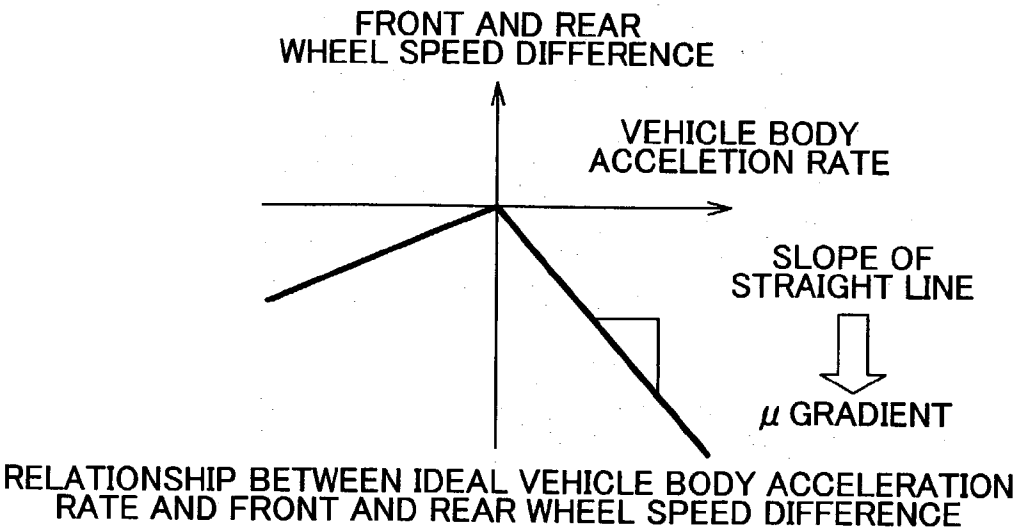 FRONT AND REAR
WHEEL SPEED DIFFERENCE
VEHICLE BODY
ACCELETION RATE
SLOPE OF
STRAIGHT LINE
μ GRADIENT
RELATIONSHIP BETWEEN IDEAL VEHICLE BODY ACCELERATION
RATE AND FRONT AND REAR WHEEL SPEED DIFFERENCE